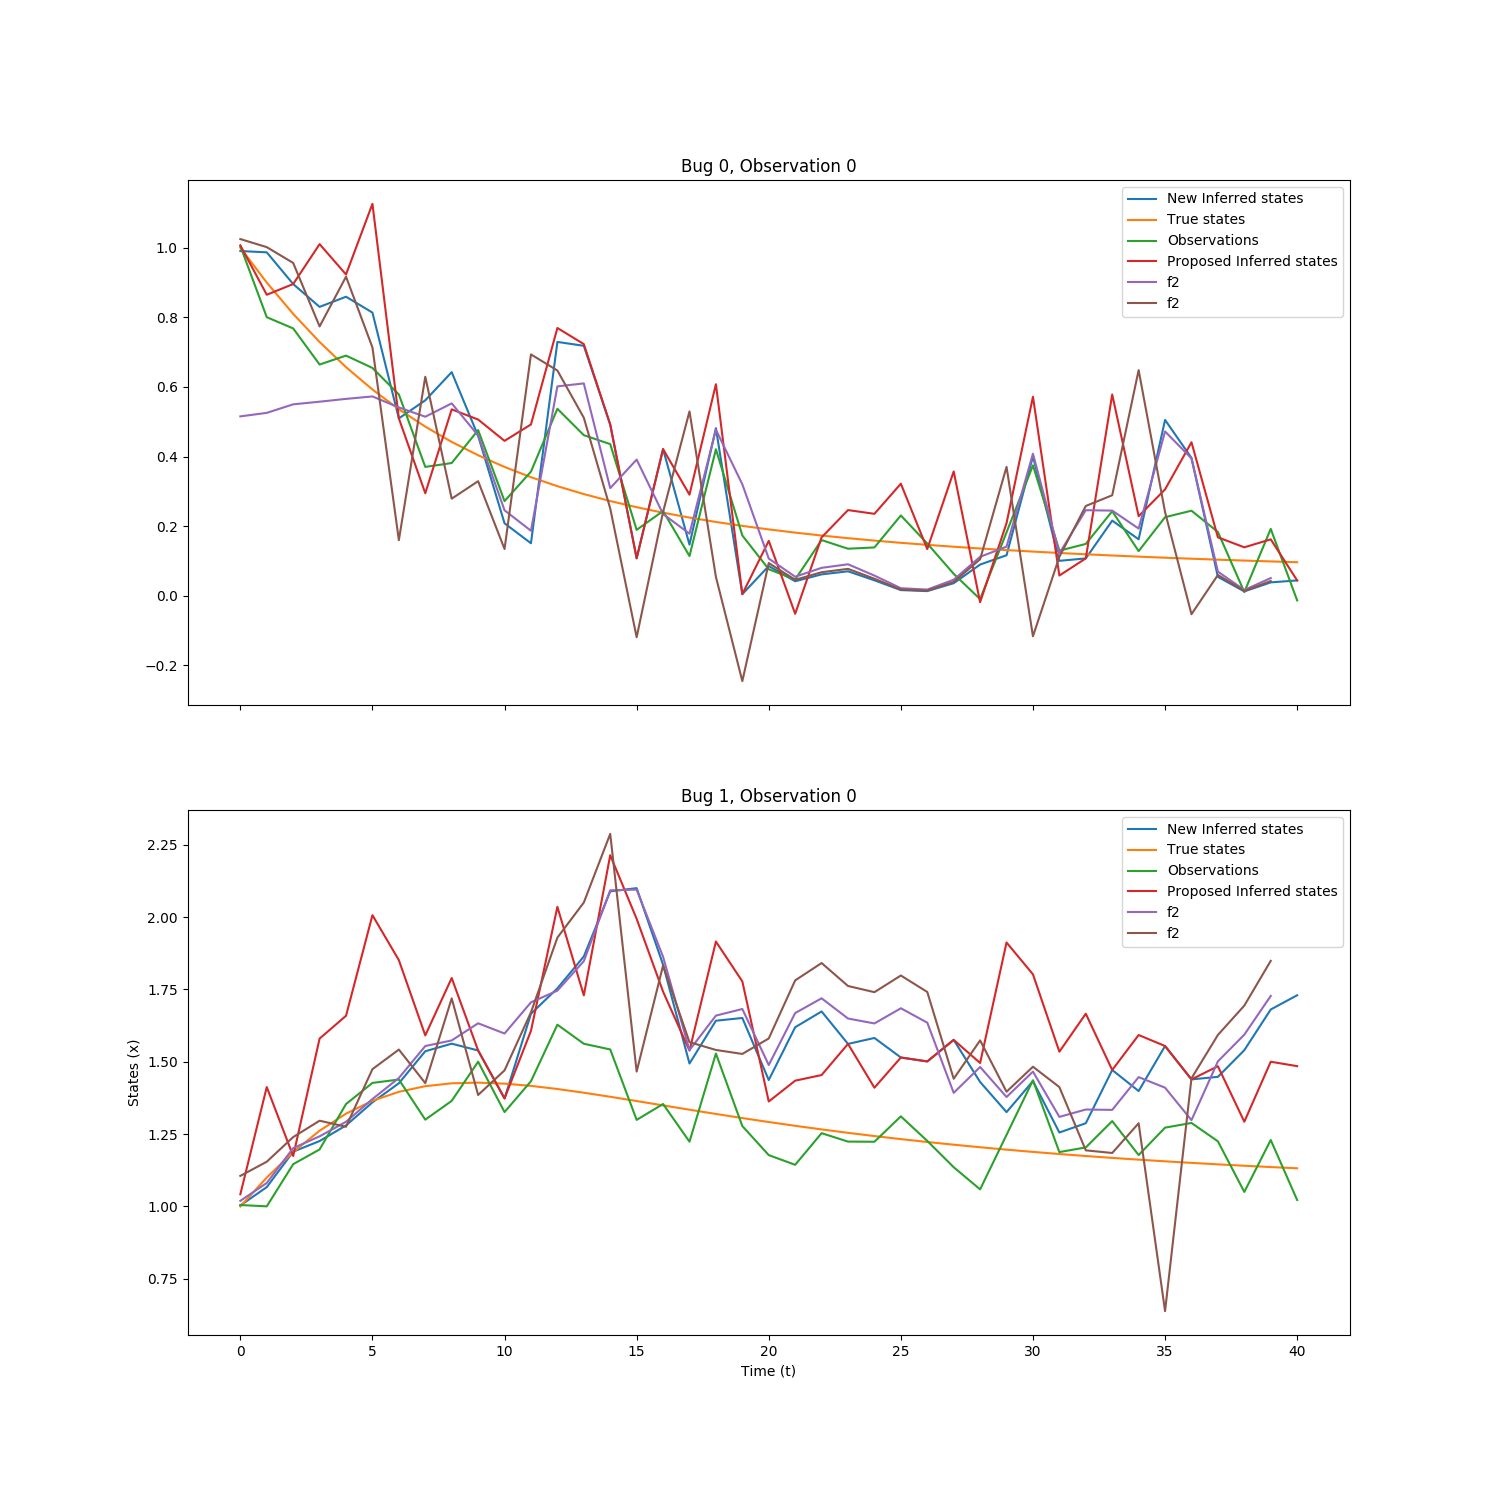 Bug 0, Observation 0
New Inferred states
True states
Observations
Proposed Inferred states
f2
f2
1.0
0.8
0.6
0.4
0.2
0.0
−0.2
Bug 1, Observation 0
New Inferred states
True states
Observations
Proposed Inferred states
f2
f2
2.25
2.00
1.75
1.50
1.25
1.00
0.75
States (x)
0 5 10 15 20 25 30 35 40
Time (t)